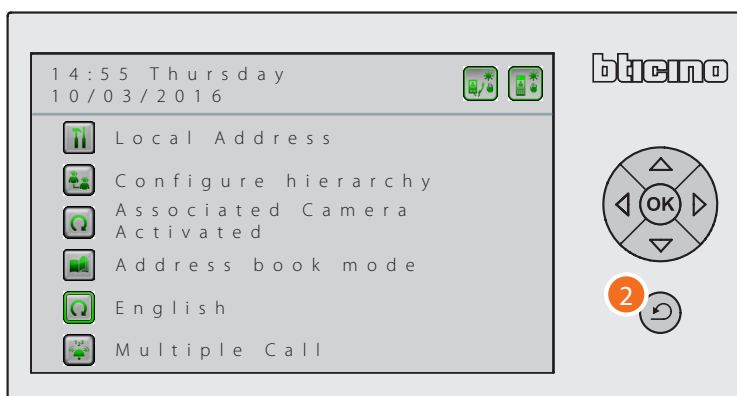 14:55 Thursday
10/03/2016
bticino
Local Address
Configure hierarchy
Associated Camera
Activated
Address book mode
English
Multiple Call
OK
2